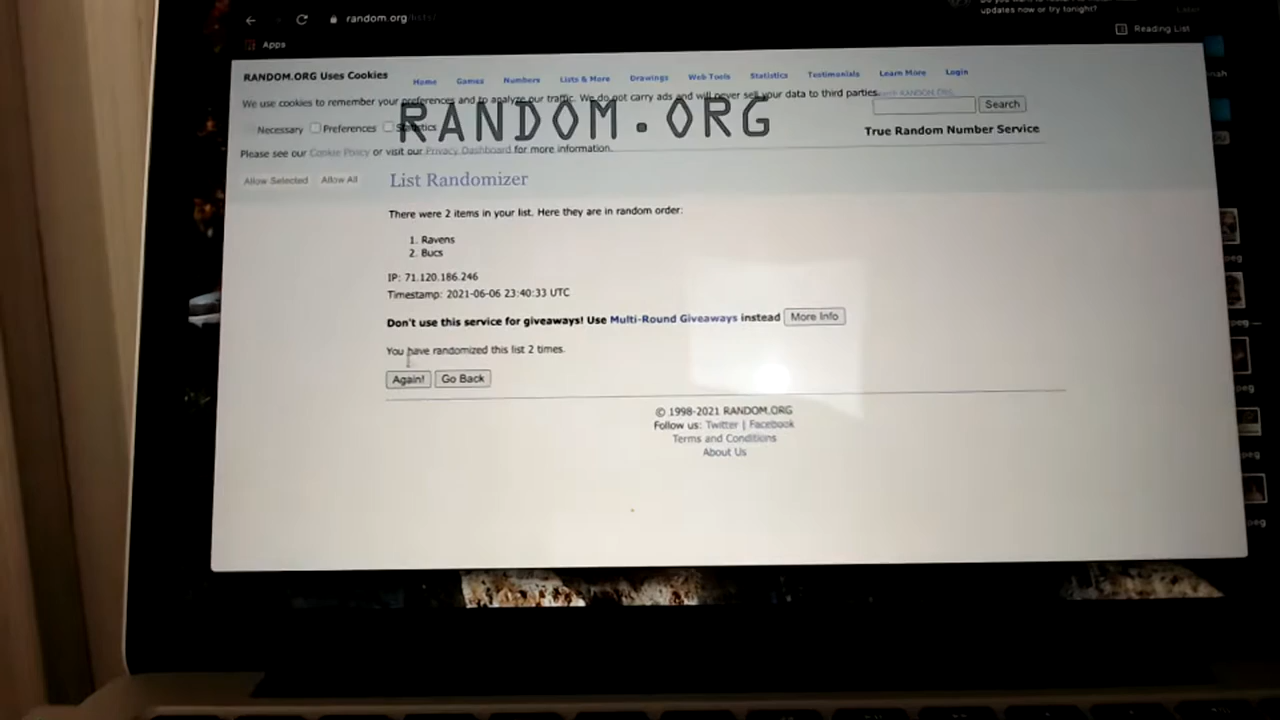 updates now or try tonight?
random.org/lists/
Reading List
Apps
RANDOM.ORG Uses Cookies
Home Games Numbers Lists & More Drawings Web Tools Statistics Testimonials Learn More Login
We use cookies to remember your preferences and to analyze our traffic. We do not carry ads and will never sell your data to third parties.
Search
RANDOM.ORG
Necessary Preferences Statistics
True Random Number Service
Please see our Cookie Policy or visit our Privacy Dashboard for more information.
Allow Selected Allow All
List Randomizer
There were 2 items in your list. Here they are in random order:
1. Ravens
2. Bucs
IP: 71.120.186.246
Timestamp: 2021-06-06 23:40:33 UTC
Don't use this service for giveaways! Use Multi-Round Giveaways instead More Info
You have randomized this list 2 times.
Again! Go Back
© 1998-2021 RANDOM.ORG
Follow us: Twitter | Facebook
Terms and Conditions
About Us